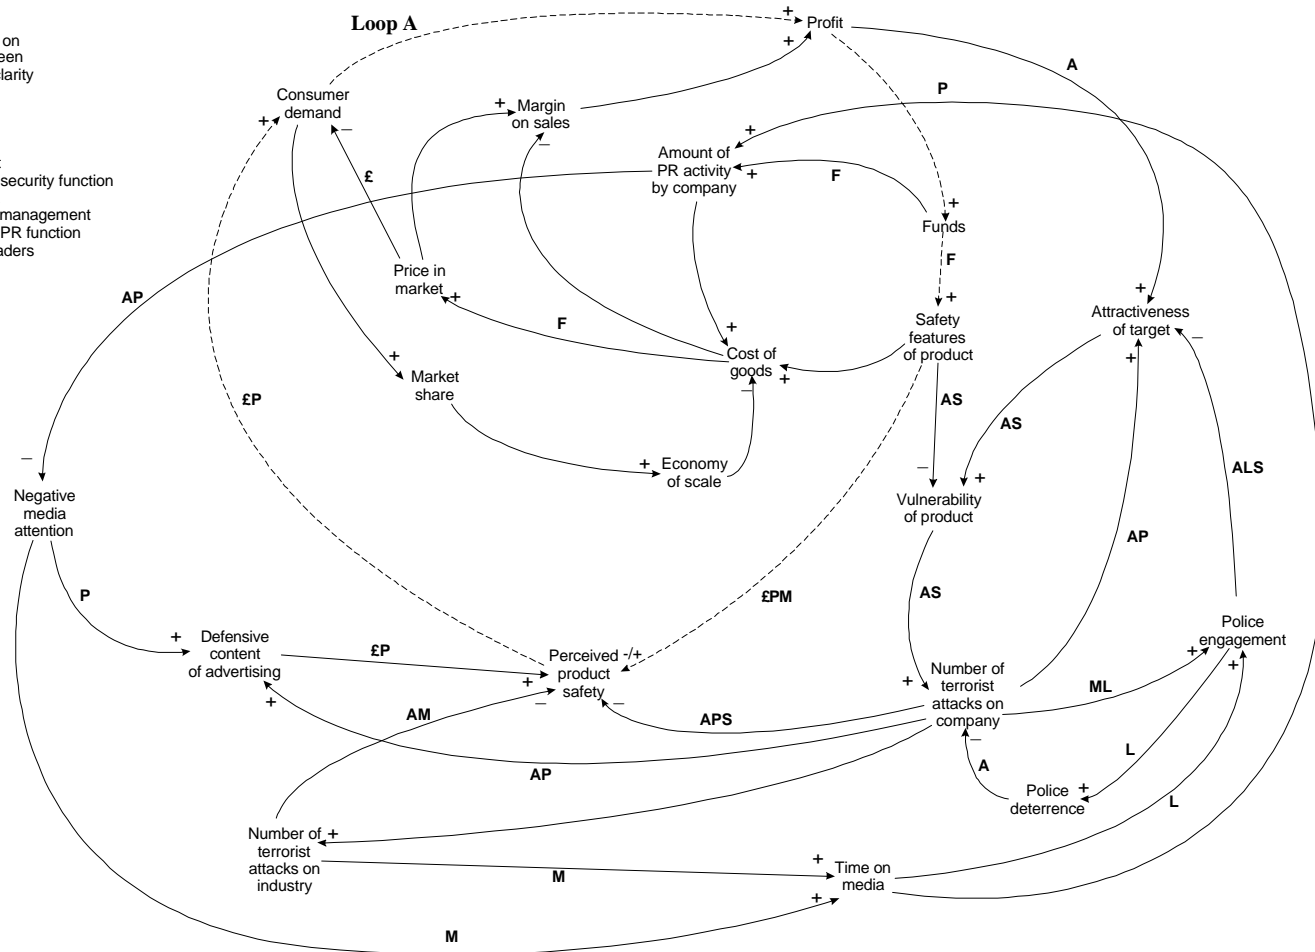 Loop A
+
Profit
on
een
clarity
+
A
P
Consumer
demand
+
–
+
Margin
on sales
–
+
Amount of
PR activity
by company
+
F
security function
£
management
PR function
aders
+
Funds
F
Price in
market
+
AP
+
+
Attractiveness
of target
–
+
F
+
Safety
features
of product
Cost of
goods
+
–
+
Market
share
£P
AS
AS
–
+
Economy
of scale
–
+
ALS
Negative
media
attention
Vulnerability
of product
AP
P
AS
£PM
+
Defensive
content
of advertising
£P
Perceived -/+
product
safety
+
–
–
Police
engagement
+
+
+
Number of
terrorist
attacks on
company
–
ML
+
AM
APS
AP
L
A
Police
deterrence
+
L
Number of
terrorist
attacks on
industry
+
M
+
Time on
media
+
M